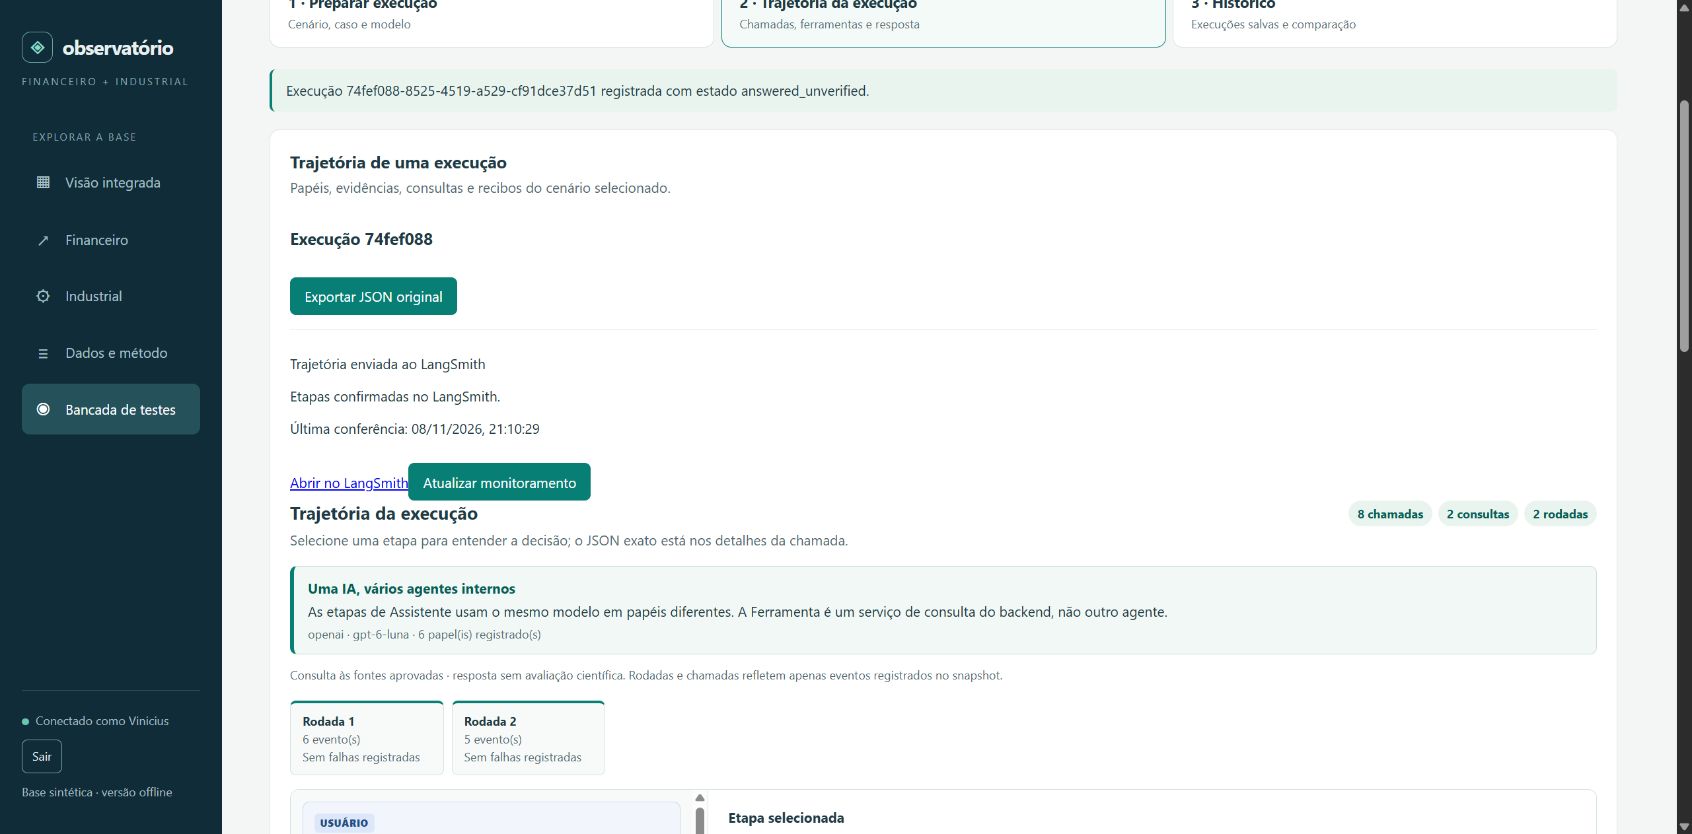 observatório
FINANCEIRO + INDUSTRIAL
EXPLORAR A BASE
Visão integrada
Financeiro
Industrial
Dados e método
Bancada de testes
Conectado como Vinicius
Sair
Base sintética · versão offline
1 · Preparar execução
Cenário, caso e modelo
2 · Trajetória da execução
Chamadas, ferramentas e resposta
3 · Histórico
Execuções salvas e comparação
Execução 74fef088-8525-4519-a529-cf91dce37d51 registrada com estado answered_unverified.
Trajetória de uma execução
Papéis, evidências, consultas e recibos do cenário selecionado.
Execução 74fef088
Exportar JSON original
Trajetória enviada ao LangSmith
Etapas confirmadas no LangSmith.
Última conferência: 08/11/2026, 21:10:29
Abrir no LangSmith
Atualizar monitoramento
Trajetória da execução
8 chamadas
2 consultas
2 rodadas
Selecione uma etapa para entender a decisão; o JSON exato está nos detalhes da chamada.
Uma IA, vários agentes internos
As etapas de Assistente usam o mesmo modelo em papéis diferentes. A Ferramenta é um serviço de consulta do backend, não outro agente.
openai · gpt-6-luna · 6 papel(is) registrado(s)
Consulta às fontes aprovadas · resposta sem avaliação científica. Rodadas e chamadas refletem apenas eventos registrados no snapshot.
Rodada 1
6 evento(s)
Sem falhas registradas
Rodada 2
5 evento(s)
Sem falhas registradas
USUÁRIO
Etapa selecionada